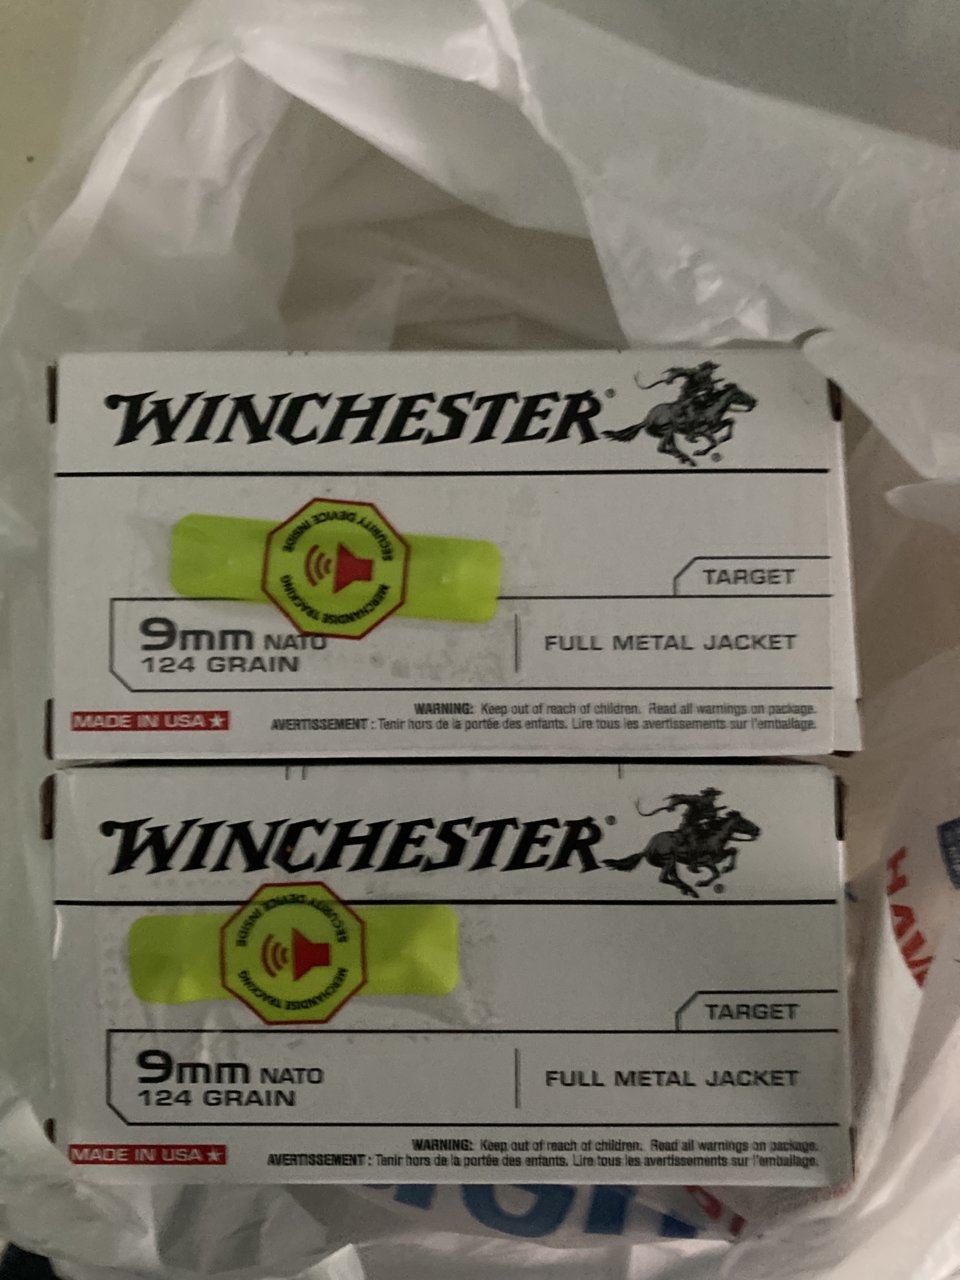 WINCHESTER®
®
SECURITY DEVICE INSIDE
MERCHANDISE TRACKING
TARGET
9mm NATO
124 GRAIN
FULL METAL JACKET
MADE IN USA
WARNING: Keep out of reach of children. Read all warnings on package.
AVERTISSEMENT : Tenir hors de la portée des enfants. Lire tous les avertissements sur l'emballage.
WINCHESTER®
®
SECURITY DEVICE INSIDE
MERCHANDISE TRACKING
TARGET
9mm NATO
124 GRAIN
FULL METAL JACKET
MADE IN USA
WARNING: Keep out of reach of children. Read all warnings on package.
AVERTISSEMENT : Tenir hors de la portée des enfants. Lire tous les avertissements sur l'emballage.